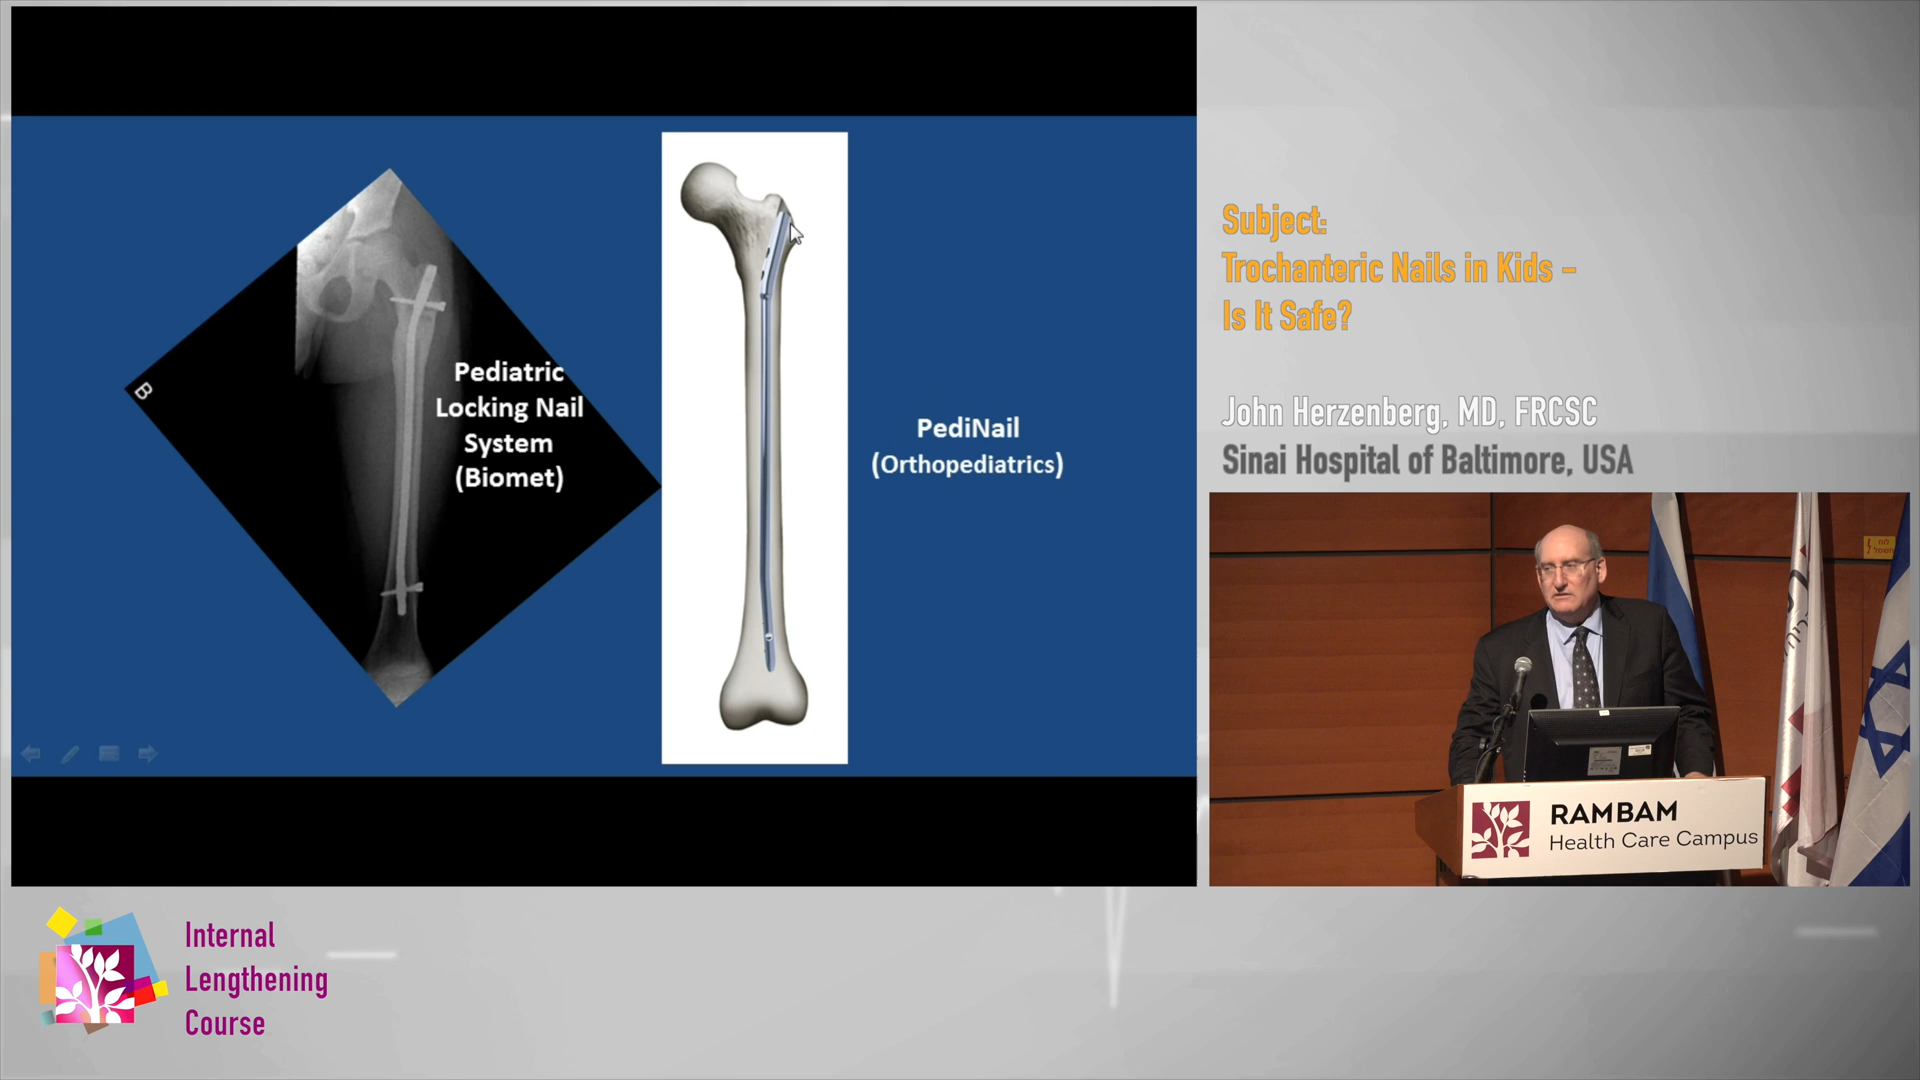 B
Pediatric
Locking Nail
System
(Biomet)
PediNail
(Orthopediatrics)
Subject:
Trochanteric Nails in Kids –
Is It Safe?
John Herzenberg, MD, FRCSC
Sinai Hospital of Baltimore, USA
RAMBAM
Health Care Campus
Internal
Lengthening
Course